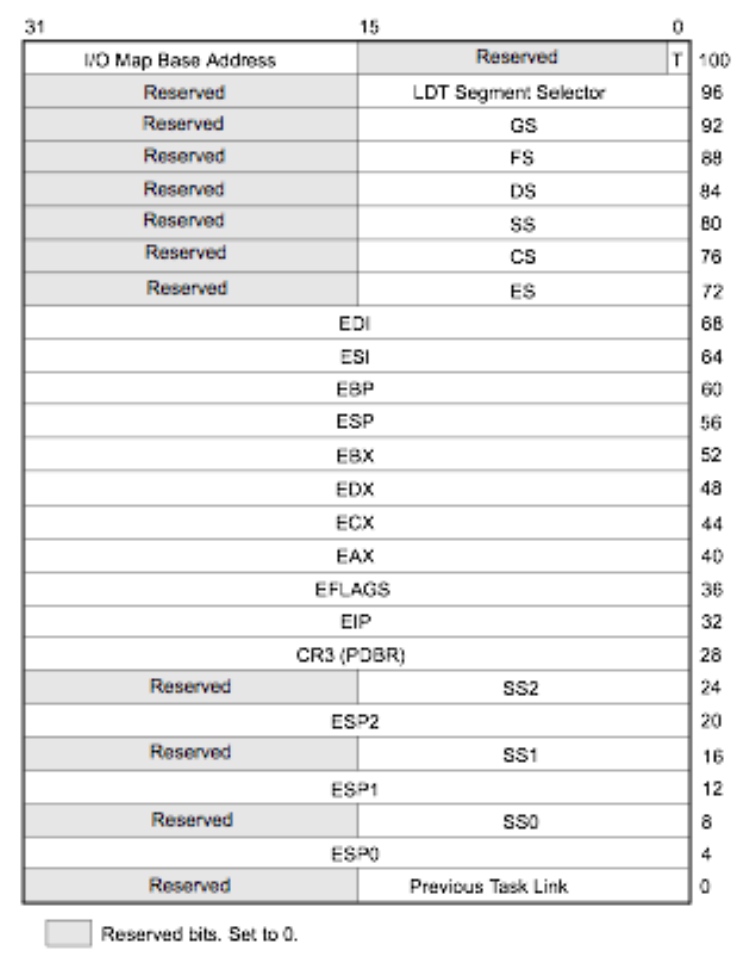 31 15 0
I/O Map Base Address Reserved T 100
Reserved LDT Segment Selector 96
Reserved GS 92
Reserved FS 88
Reserved DS 84
Reserved SS 80
Reserved CS 76
Reserved ES 72
EDI 68
ESI 64
EBP 60
ESP 56
EBX 52
EDX 48
ECX 44
EAX 40
EFLAGS 36
EIP 32
CR3 (PDBR) 28
Reserved SS2 24
ESP2 20
Reserved SS1 16
ESP1 12
Reserved SS0 8
ESP0 4
Reserved Previous Task Link 0
Reserved bits. Set to 0.